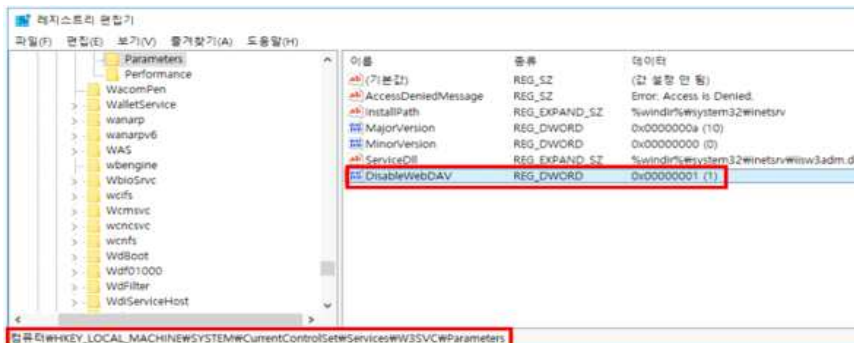 레지스트리 편집기
파일(F) 편집(E) 보기(V) 즐겨찾기(A) 도움말(H)
Parameters
Performance
WacomPen
WalletService
wanarp
wanarpv6
WAS
wbengine
WbioSrvc
wcifs
Wcmsvc
wcncsvc
wcnfs
WdBoot
Wdf01000
WdFilter
WdiServiceHost
이름 종류 데이터
(기본값) REG_SZ (값 설정 안 됨)
AccessDeniedMessage REG_SZ Error, Access is Denied.
InstallPath REG_EXPAND_SZ %windir%₩system32₩inetsrv
MajorVersion REG_DWORD 0x0000000a (10)
MinorVersion REG_DWORD 0x00000000 (0)
ServiceDll REG_EXPAND_SZ %windir%₩system32₩inetsrv₩iisw3adm.d
DisableWebDAV REG_DWORD 0x00000001 (1)
컴퓨터₩HKEY_LOCAL_MACHINE₩SYSTEM₩CurrentControlSet₩Services₩W3SVC₩Parameters